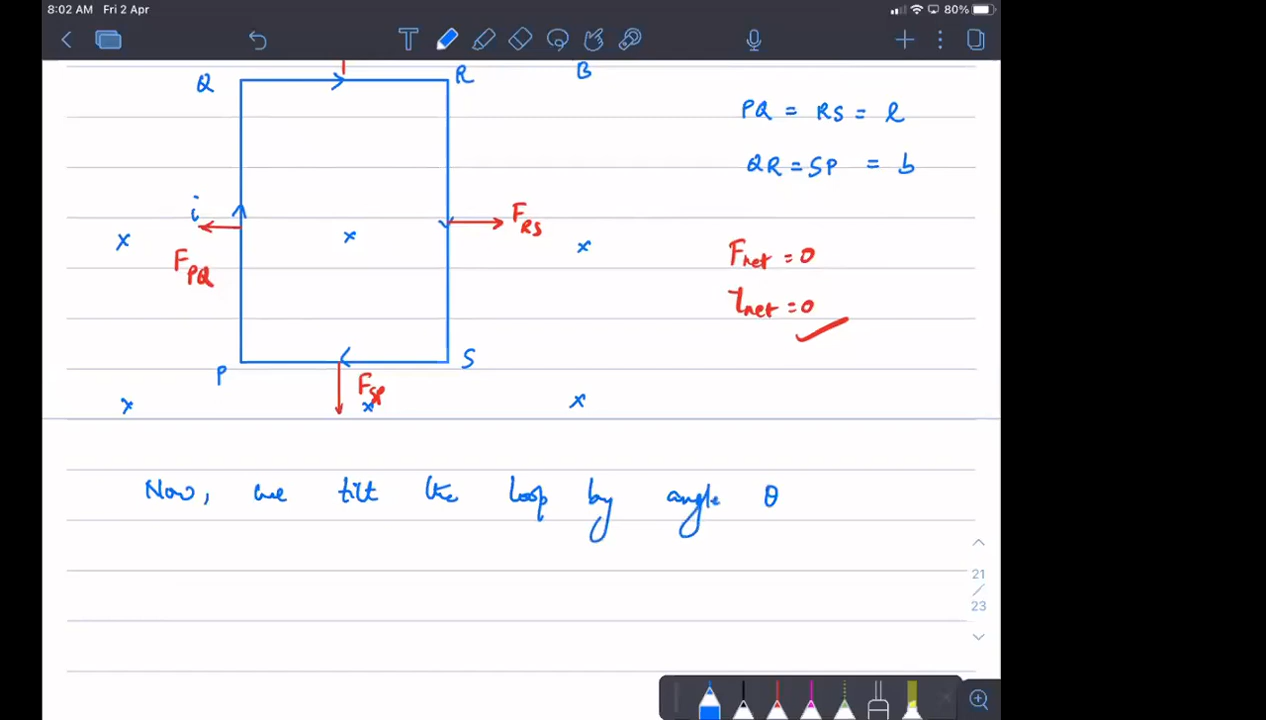 8:02 AM Fri 2 Apr
80%
T
Q
R
B
PQ = RS = l
QR = SP = b
i
x
x
x
F_RS
F_PQ
F_net = 0
τ_net = 0
P
S
F_SP
x
x
x
Now, we tilt the loop by angle θ
21
/
23